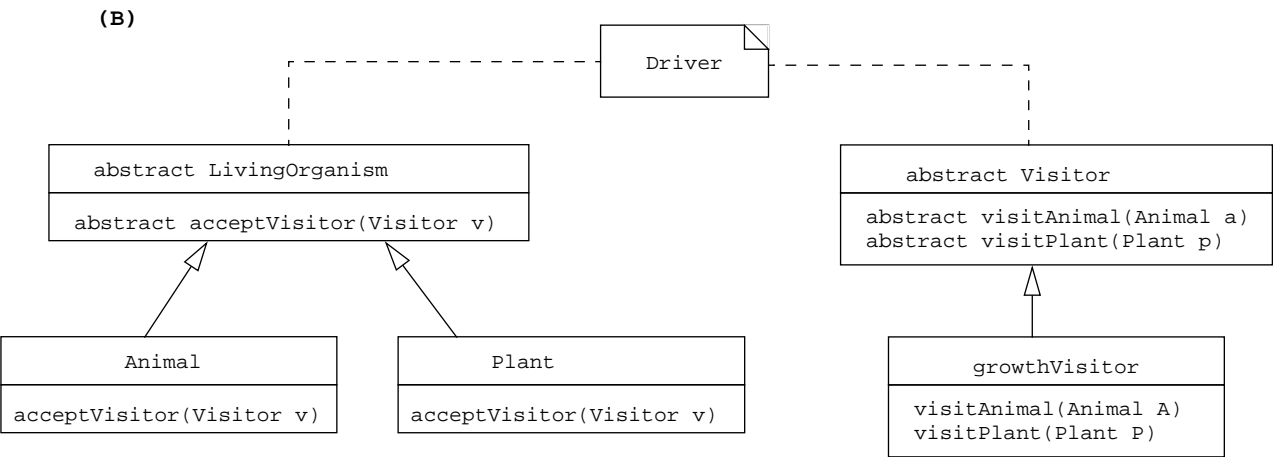 (B)
Driver
abstract LivingOrganism
abstract acceptVisitor(Visitor v)
abstract Visitor
abstract visitAnimal(Animal a)
abstract visitPlant(Plant p)
Animal
acceptVisitor(Visitor v)
Plant
acceptVisitor(Visitor v)
growthVisitor
visitAnimal(Animal A)
visitPlant(Plant P)